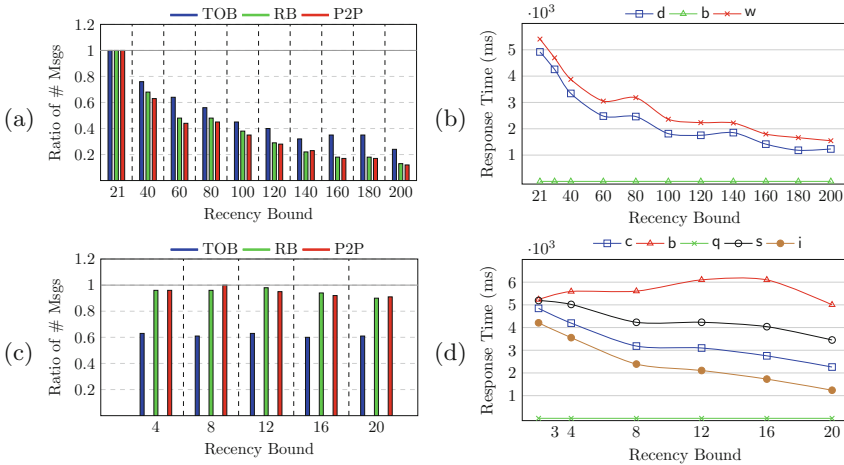 (a)
TOB RB P2P
Ratio of # Msgs
1.2
1
0.8
0.6
0.4
0.2
21 40 60 80 100 120 140 160 180 200
Recency Bound
(b)
d b w
·10³
Response Time (ms)
5
4
3
2
1
21 40 60 80 100 120 140 160 180 200
Recency Bound
(c)
TOB RB P2P
Ratio of # Msgs
1.2
1
0.8
0.6
0.4
0.2
4 8 12 16 20
Recency Bound
(d)
c b q s i
·10³
Response Time (ms)
6
5
4
3
2
1
3 4 8 12 16 20
Recency Bound